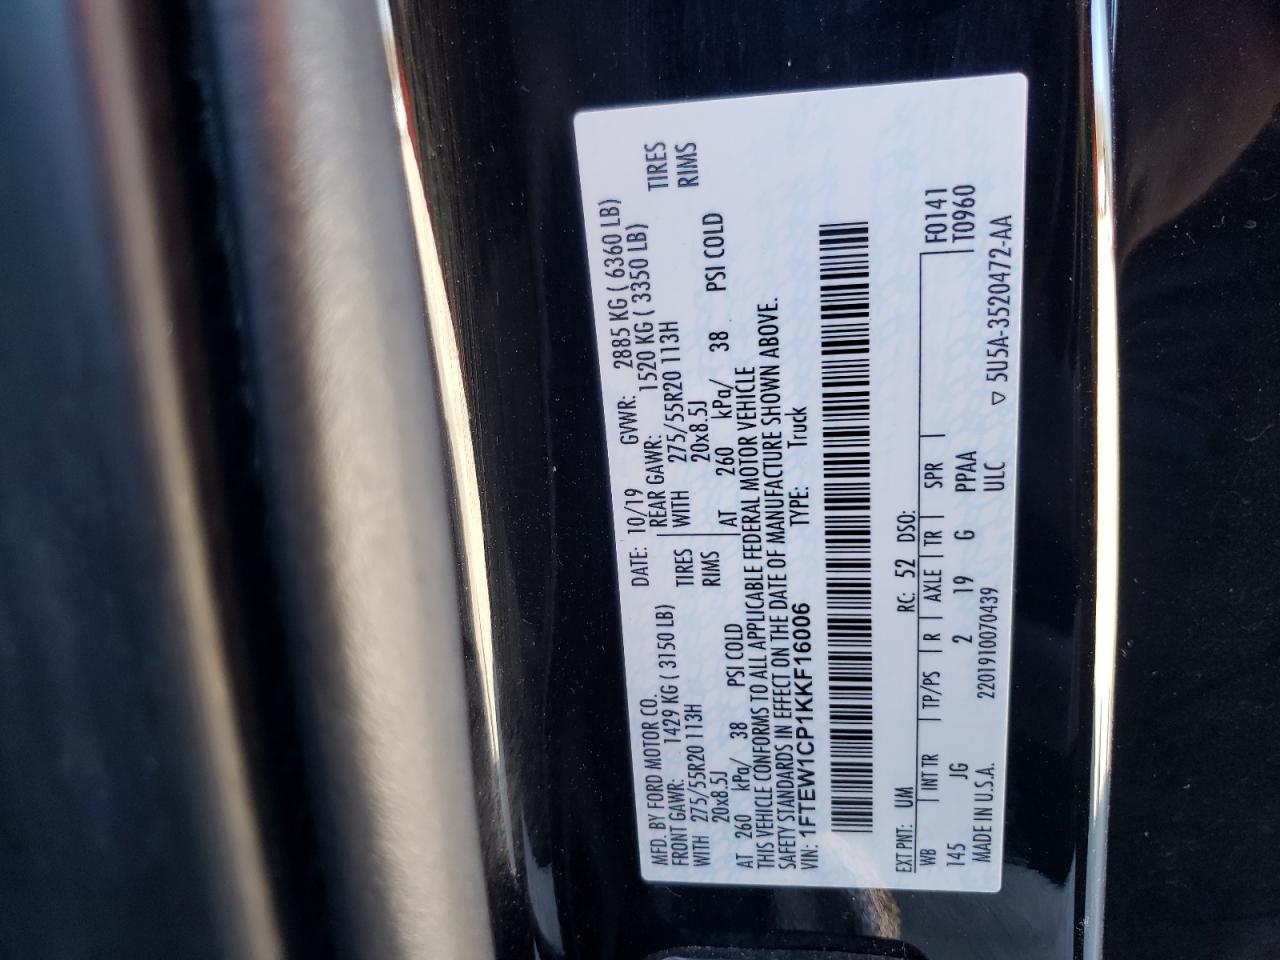 MFD. BY FORD MOTOR CO. DATE: 10/19 GVWR: 2885 KG ( 6360 LB)
FRONT GAWR: 1429 KG ( 3150 LB) REAR GAWR: 1520 KG ( 3350 LB)
WITH 275/55R20 113H TIRES WITH 275/55R20 113H TIRES
20x8.5J RIMS 20x8.5J RIMS
AT 260 kPa/ 38 PSI COLD AT 260 kPa/ 38 PSI COLD
THIS VEHICLE CONFORMS TO ALL APPLICABLE FEDERAL MOTOR VEHICLE
SAFETY STANDARDS IN EFFECT ON THE DATE OF MANUFACTURE SHOWN ABOVE.
VIN: 1FTEW1CP1KKF16006 TYPE: Truck
EXT PNT: UM RC: 52 DSO:
WB INT TR TP/PS R AXLE TR SPR F0141
145 JG 2 19 G PPAA T0960
MADE IN U.S.A. 2201910070439 ULC ▽ 5U5A-3520472-AA